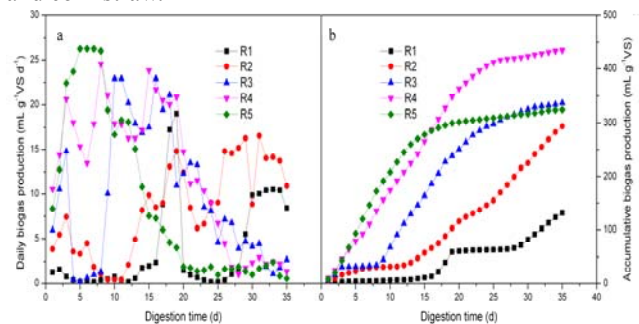 a
b
R1
R2
R3
R4
R5
R1
R2
R3
R4
R5
Daily biogas production (mL g⁻¹VS d⁻¹)
30
25
20
15
10
5
0
0 5 10 15 20 25 30 35
0 5 10 15 20 25 30 35
Digestion time (d)
Digestion time (d)
500
400
300
200
100
0
Accumulative biogas production (mL g⁻¹VS)